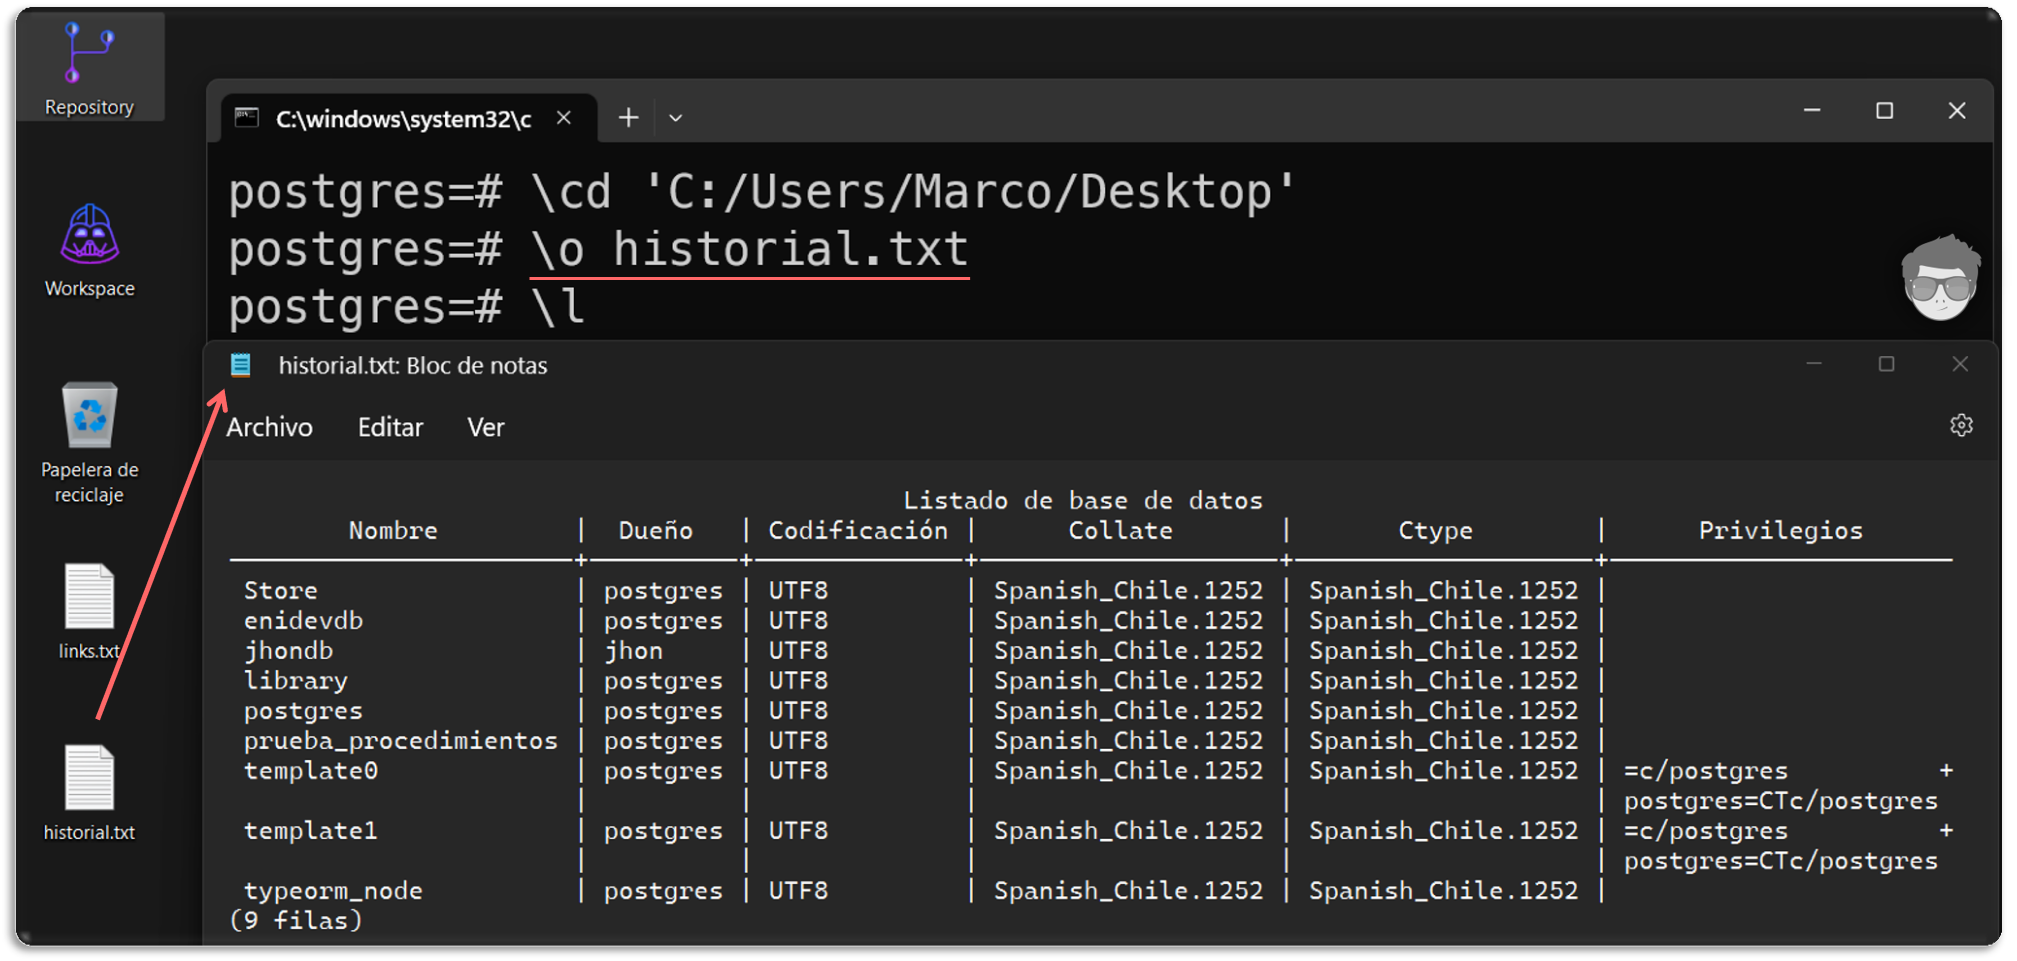 Repository
Workspace
Papelera de
reciclaje
links.txt
historial.txt
C:\windows\system32\c
postgres=# \cd 'C:/Users/Marco/Desktop'
postgres=# \o historial.txt
postgres=# \l
historial.txt: Bloc de notas
Archivo Editar Ver
Listado de base de datos
Nombre | Dueño | Codificación | Collate | Ctype | Privilegios
Store | postgres | UTF8 | Spanish_Chile.1252 | Spanish_Chile.1252 |
enidevdb | postgres | UTF8 | Spanish_Chile.1252 | Spanish_Chile.1252 |
jhondb | jhon | UTF8 | Spanish_Chile.1252 | Spanish_Chile.1252 |
library | postgres | UTF8 | Spanish_Chile.1252 | Spanish_Chile.1252 |
postgres | postgres | UTF8 | Spanish_Chile.1252 | Spanish_Chile.1252 |
prueba_procedimientos | postgres | UTF8 | Spanish_Chile.1252 | Spanish_Chile.1252 |
template0 | postgres | UTF8 | Spanish_Chile.1252 | Spanish_Chile.1252 | =c/postgres +
| | | | | postgres=CTc/postgres
template1 | postgres | UTF8 | Spanish_Chile.1252 | Spanish_Chile.1252 | =c/postgres +
| | | | | postgres=CTc/postgres
typeorm_node | postgres | UTF8 | Spanish_Chile.1252 | Spanish_Chile.1252 |
(9 filas)